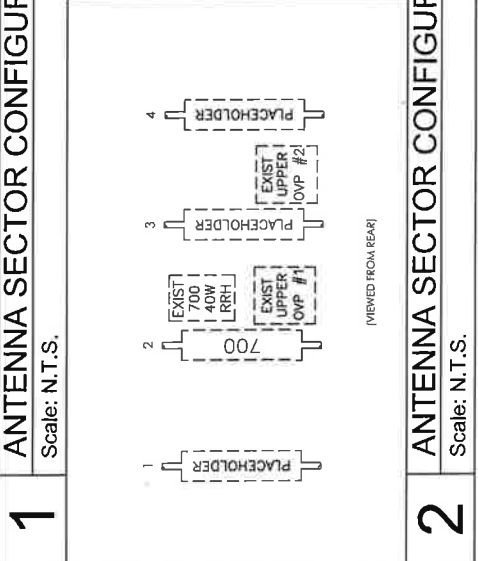 1
ANTENNA SECTOR CONFIGUR
Scale: N.T.S.
1
PLACEHOLDER
2
700
EXIST
700
40W
RRH
EXIST
UPPER
OVP #1
3
PLACEHOLDER
EXIST
UPPER
OVP #2
4
PLACEHOLDER
[VIEWED FROM REAR]
2
ANTENNA SECTOR CONFIGUR
Scale: N.T.S.